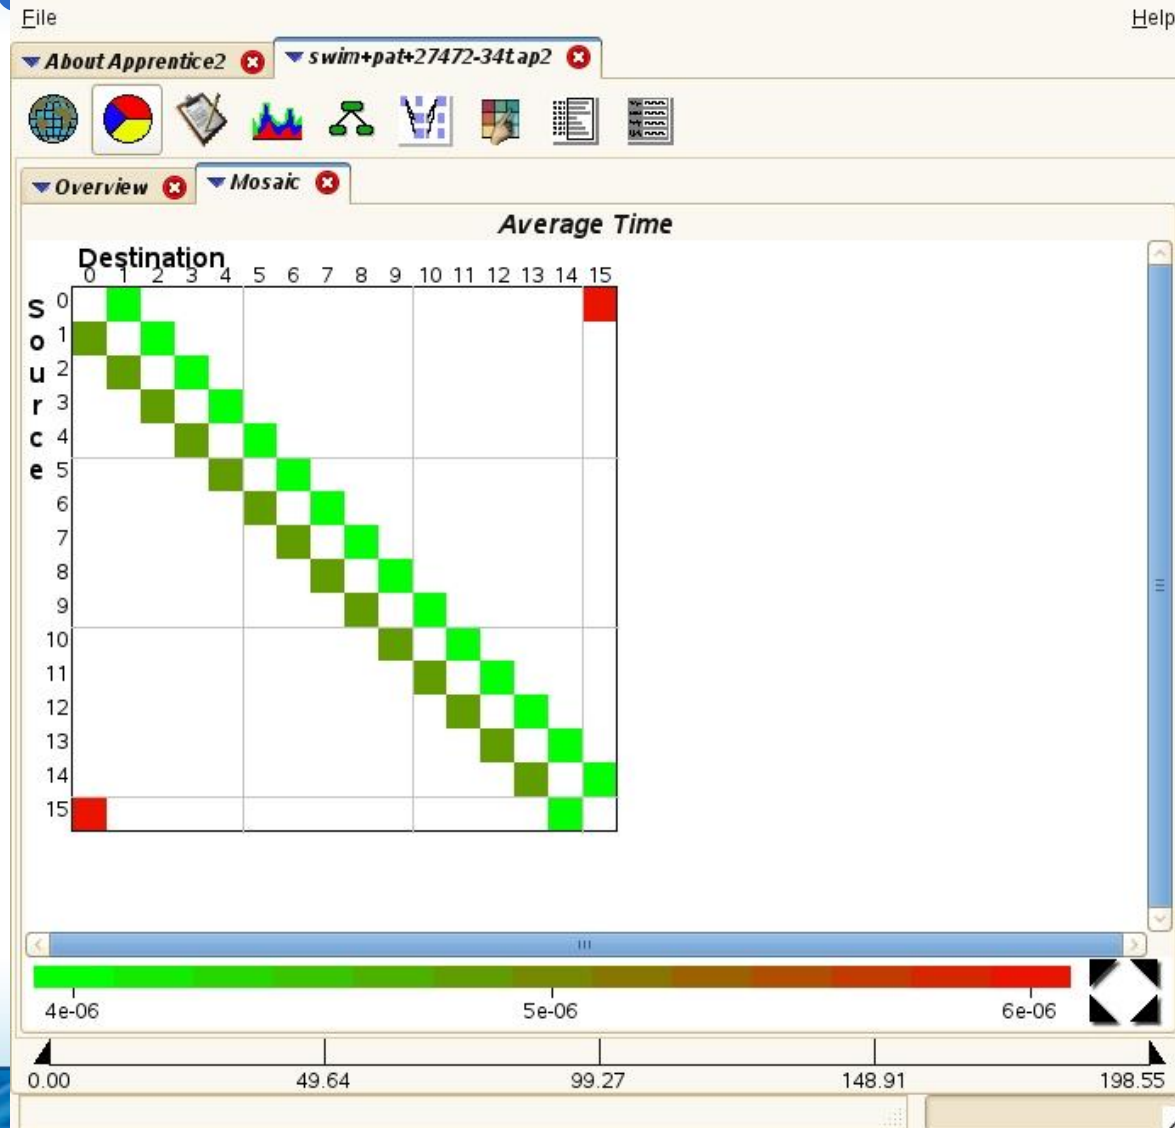 File Help
About Apprentice2 swim+pat+27472-34t.ap2
Overview Mosaic
Average Time
Destination
0 1 2 3 4 5 6 7 8 9 10 11 12 13 14 15
Source
0
1
2
3
4
5
6
7
8
9
10
11
12
13
14
15
4e-06 5e-06 6e-06
0.00 49.64 99.27 148.91 198.55